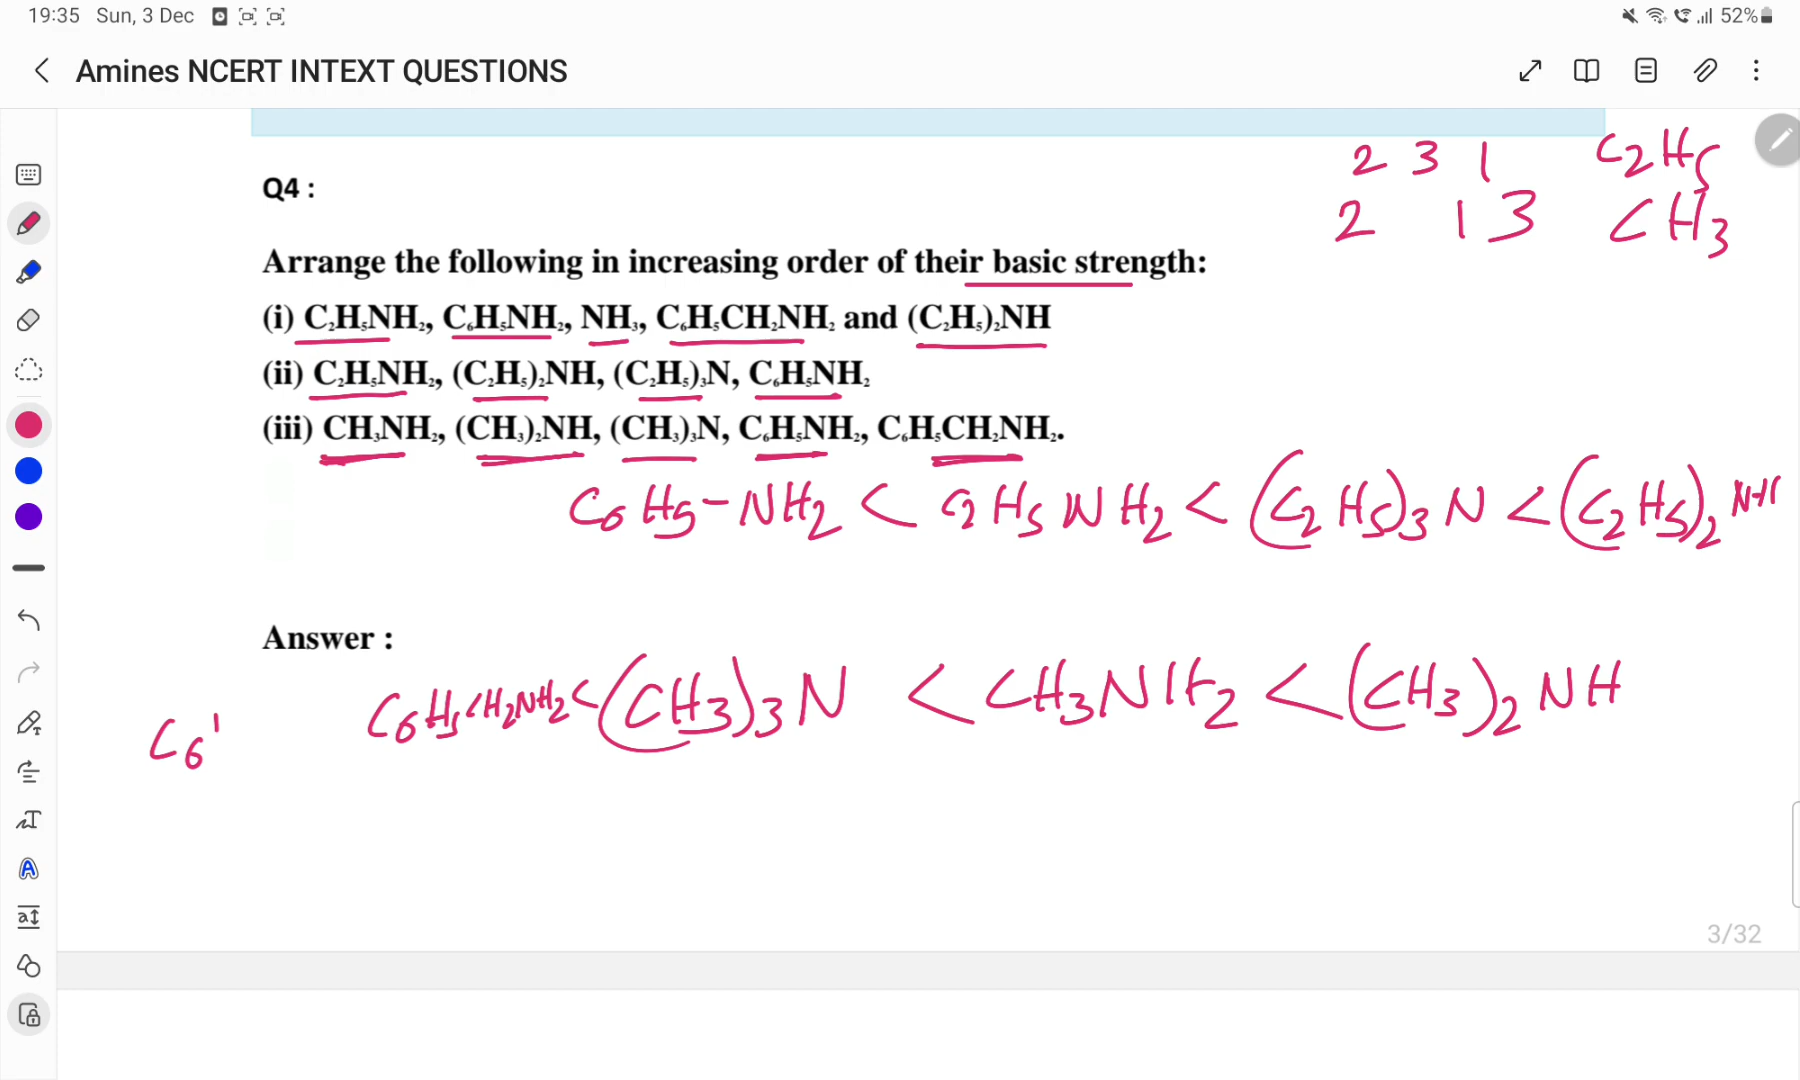 19:35 Sun, 3 Dec 52%
Amines NCERT INTEXT QUESTIONS
2 3 1 C2H5
2 1 3 CH3
Q4 :
Arrange the following in increasing order of their basic strength:
(i) C₂H₅NH₂, C₆H₅NH₂, NH₃, C₆H₅CH₂NH₂ and (C₂H₅)₂NH
(ii) C₂H₅NH₂, (C₂H₅)₂NH, (C₂H₅)₃N, C₆H₅NH₂
(iii) CH₃NH₂, (CH₃)₂NH, (CH₃)₃N, C₆H₅NH₂, C₆H₅CH₂NH₂.
C6H5-NH2 < C2H5NH2 < (C2H5)3N < (C2H5)2NH
Answer :
C6H5CH2NH2 < (CH3)3N < CH3NH2 < (CH3)2NH
C6
3/32